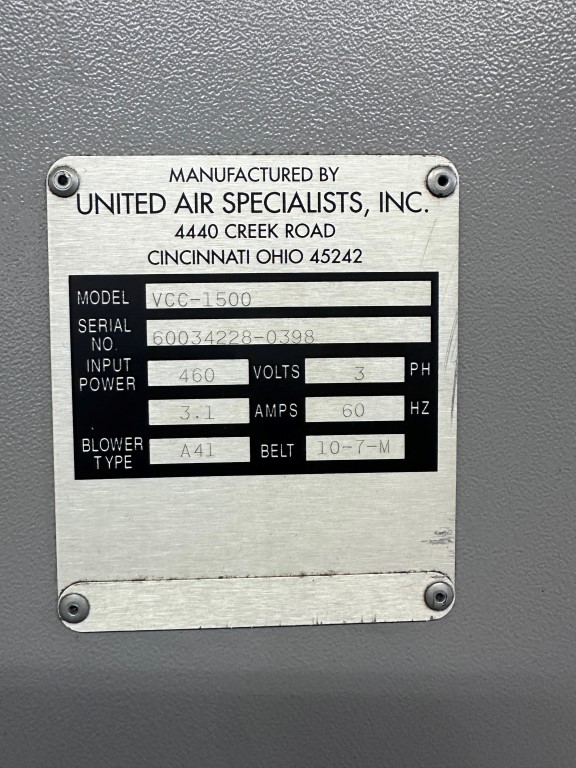 MANUFACTURED BY
UNITED AIR SPECIALISTS, INC.
4440 CREEK ROAD
CINCINNATI OHIO 45242
MODEL VCC-1500
SERIAL NO. 60034228-0398
INPUT POWER 460 VOLTS 3 PH
3.1 AMPS 60 HZ
BLOWER TYPE A41 BELT 10-7-M